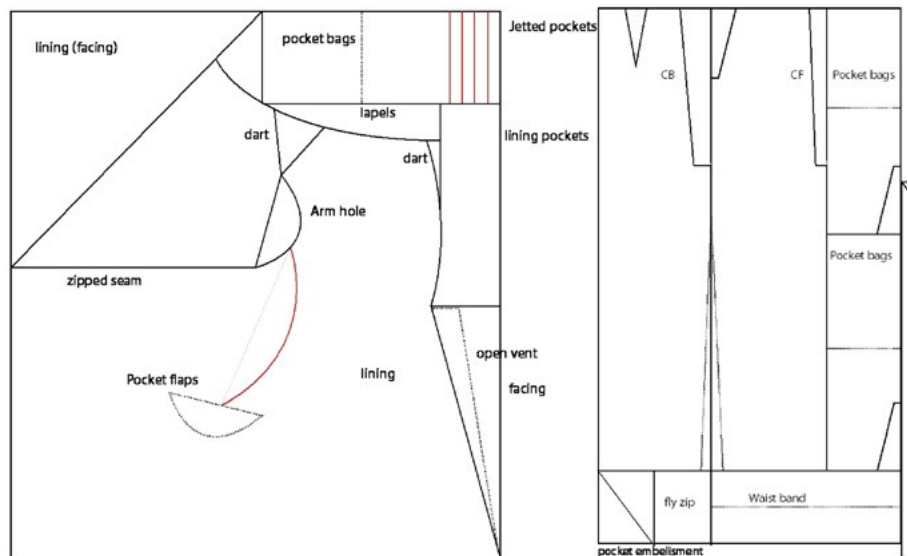 lining (facing)
pocket bags
Jetted pockets
lapels
dart
dart
lining pockets
Arm hole
zipped seam
Pocket flaps
lining
open vent
facing
CB
CF
Pocket bags
Pocket bags
fly zip
Waist band
pocket embelisment